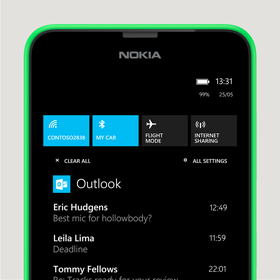 NOKIA
13:31
99% 25/05
CONTOSO2838
MY CAR
FLIGHT
MODE
INTERNET
SHARING
CLEAR ALL
ALL SETTINGS
Outlook
Eric Hudgens 12:49
Best mic for hollowbody?
Leila Lima 11:59
Deadline
Tommy Fellows 22:01
Re: Tracks ready for your review